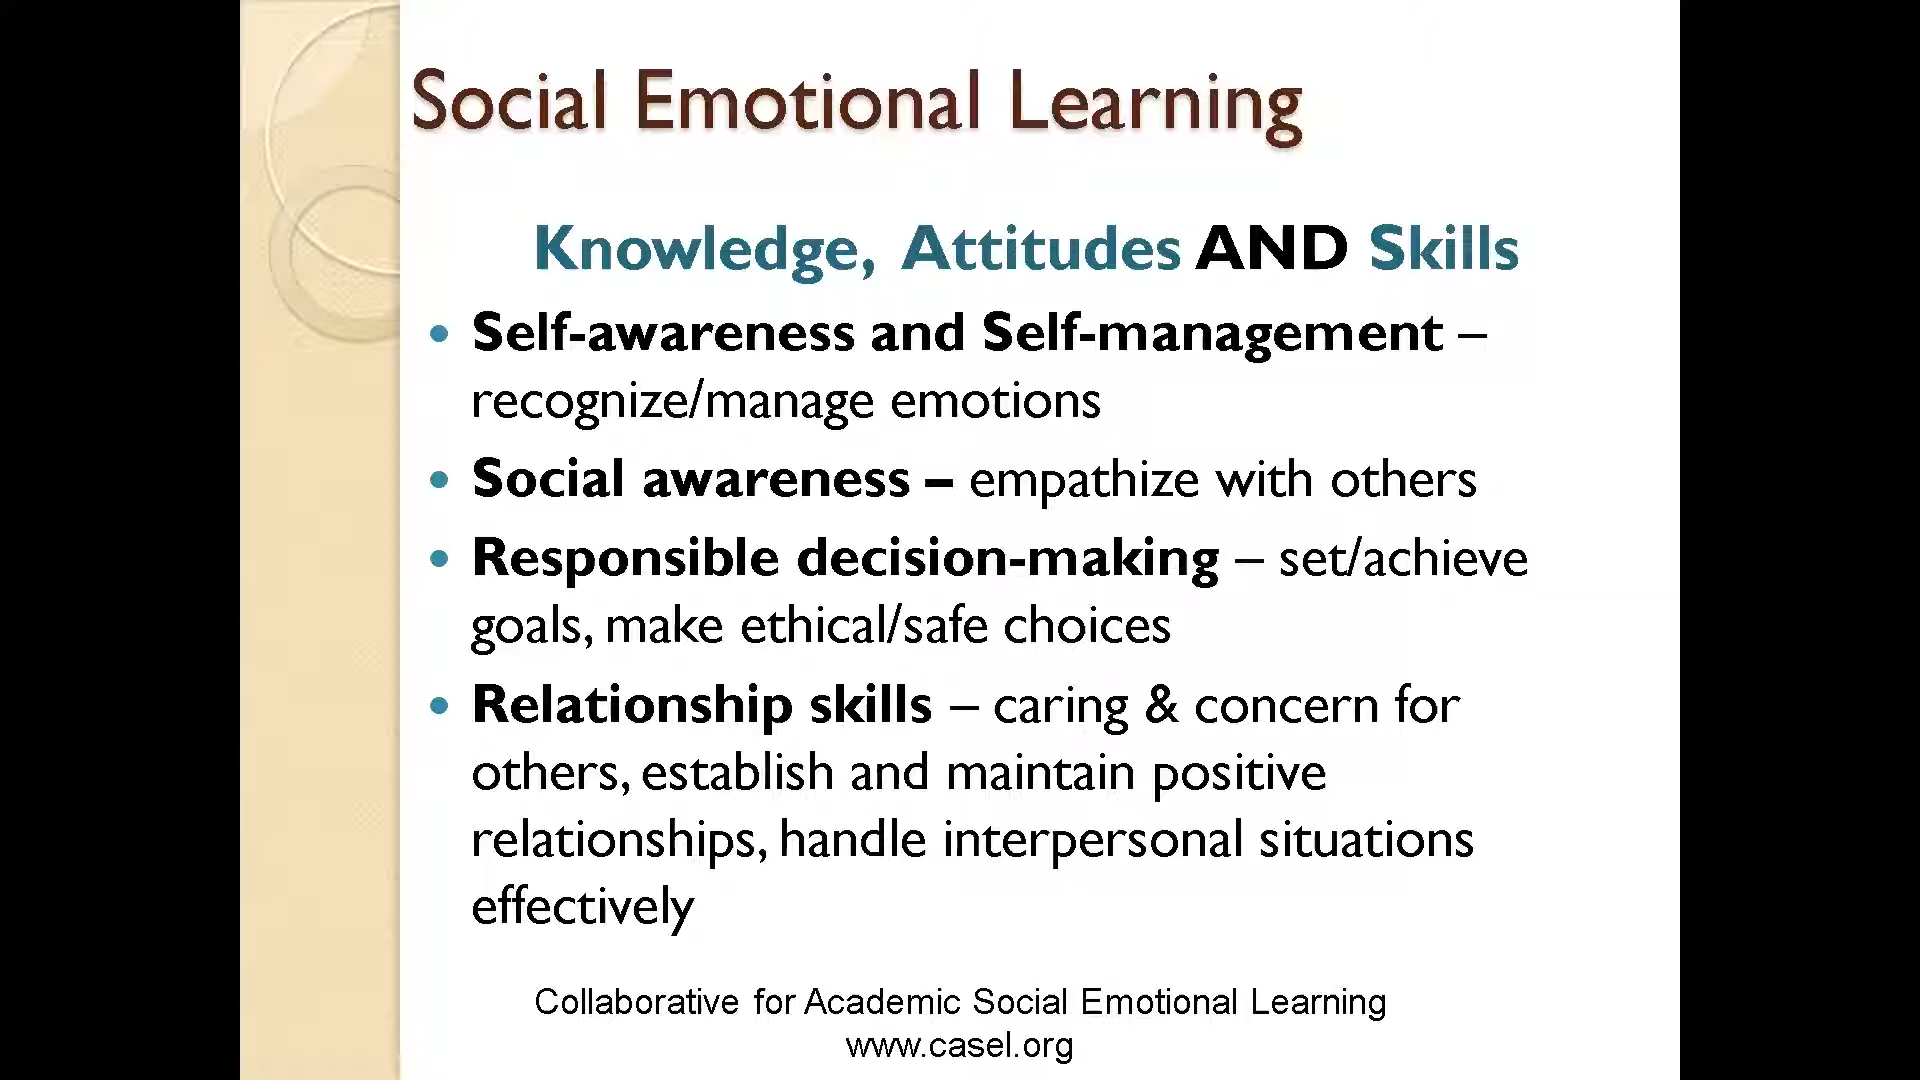 Social Emotional Learning
Knowledge, Attitudes AND Skills
• Self-awareness and Self-management –
recognize/manage emotions
• Social awareness – empathize with others
• Responsible decision-making – set/achieve
goals, make ethical/safe choices
• Relationship skills – caring & concern for
others, establish and maintain positive
relationships, handle interpersonal situations
effectively
Collaborative for Academic Social Emotional Learning
www.casel.org